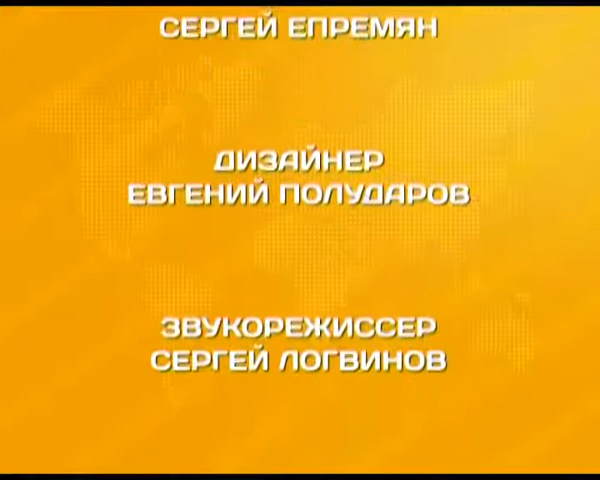 СЕРГЕЙ ЕПРЕМЯН
ДИЗАЙНЕР
ЕВГЕНИЙ ПОЛУДАРОВ
ЗВУКОРЕЖИССЕР
СЕРГЕЙ ЛОГВИНОВ